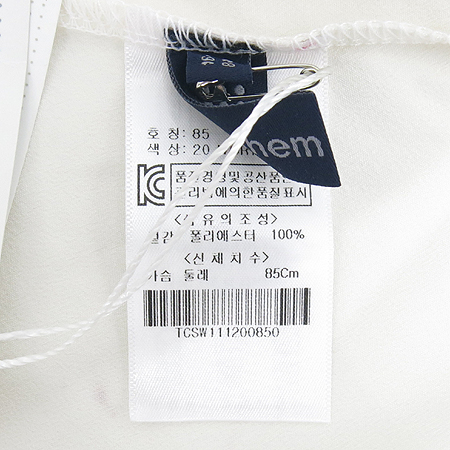 hem
호 칭: 85
색 상: 20
품질경영및공산품안
관리법에의한품질표시
<섬유의조성>
겉감 폴리에스터 100%
<신체치수>
가슴 둘레 85Cm
TCSW111200850